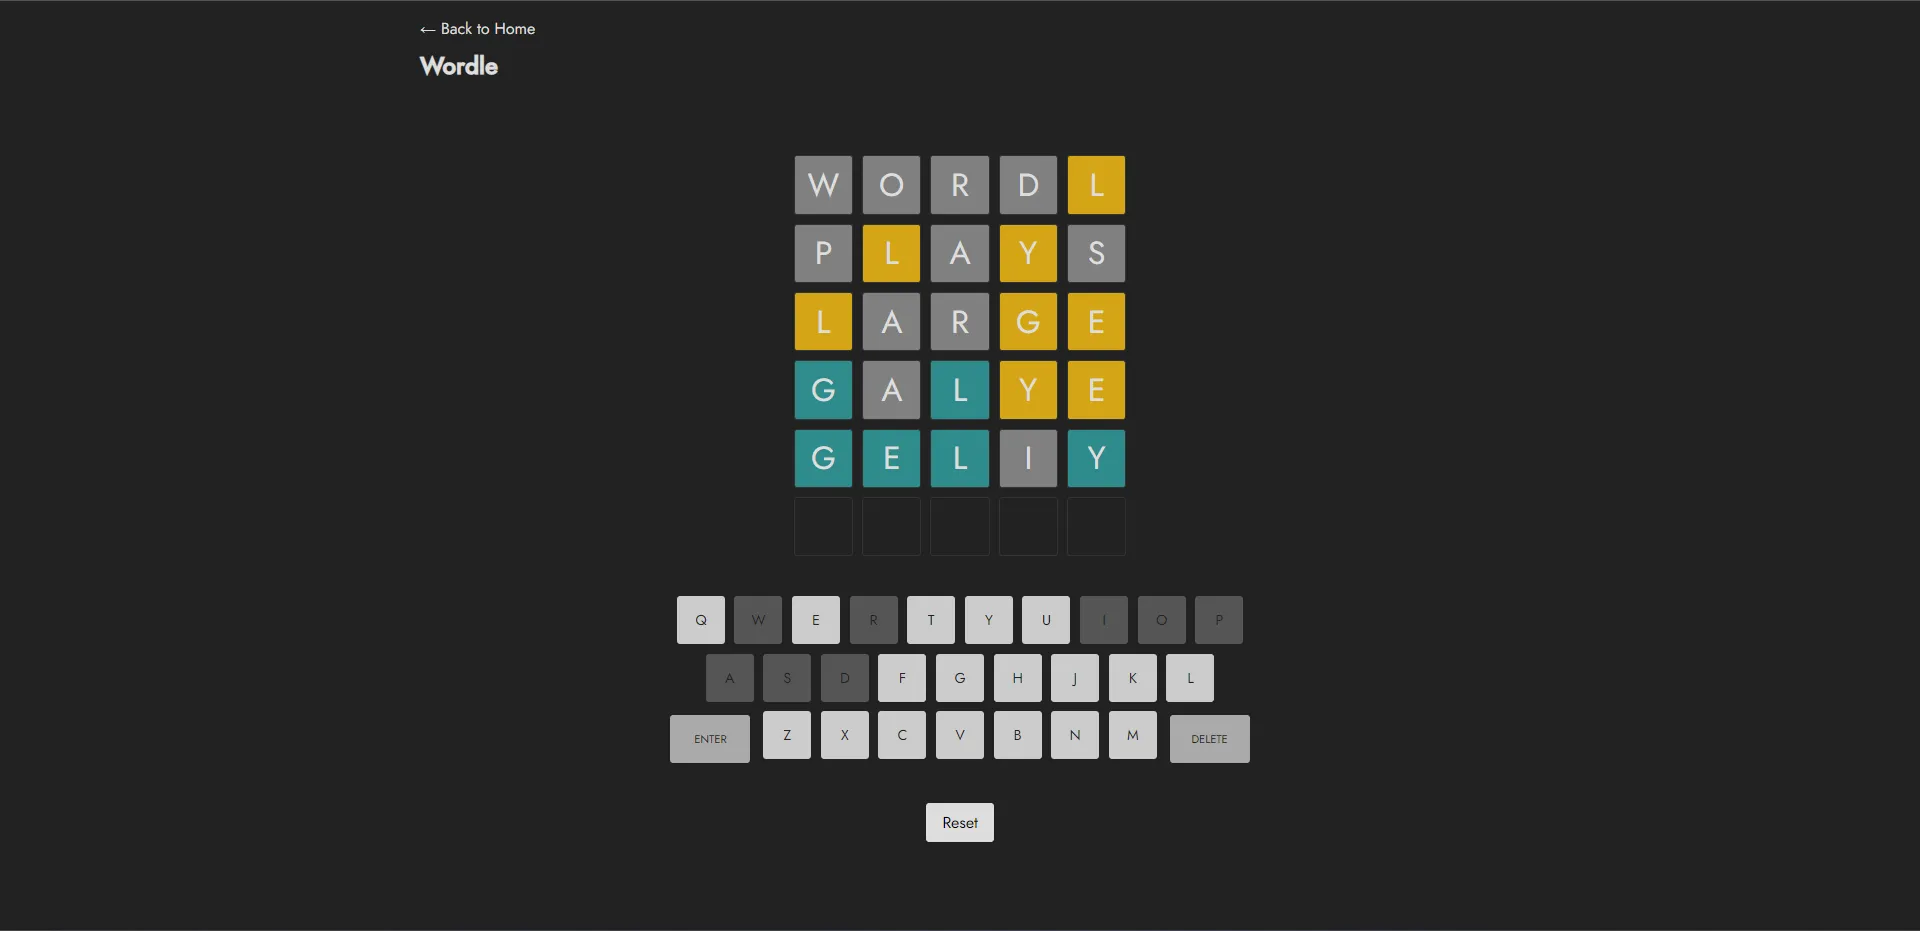 ← Back to Home
Wordle
W O R D L
P L A Y S
L A R G E
G A L Y E
G E L I Y
Q W E R T Y U I O P
A S D F G H J K L
ENTER Z X C V B N M DELETE
Reset